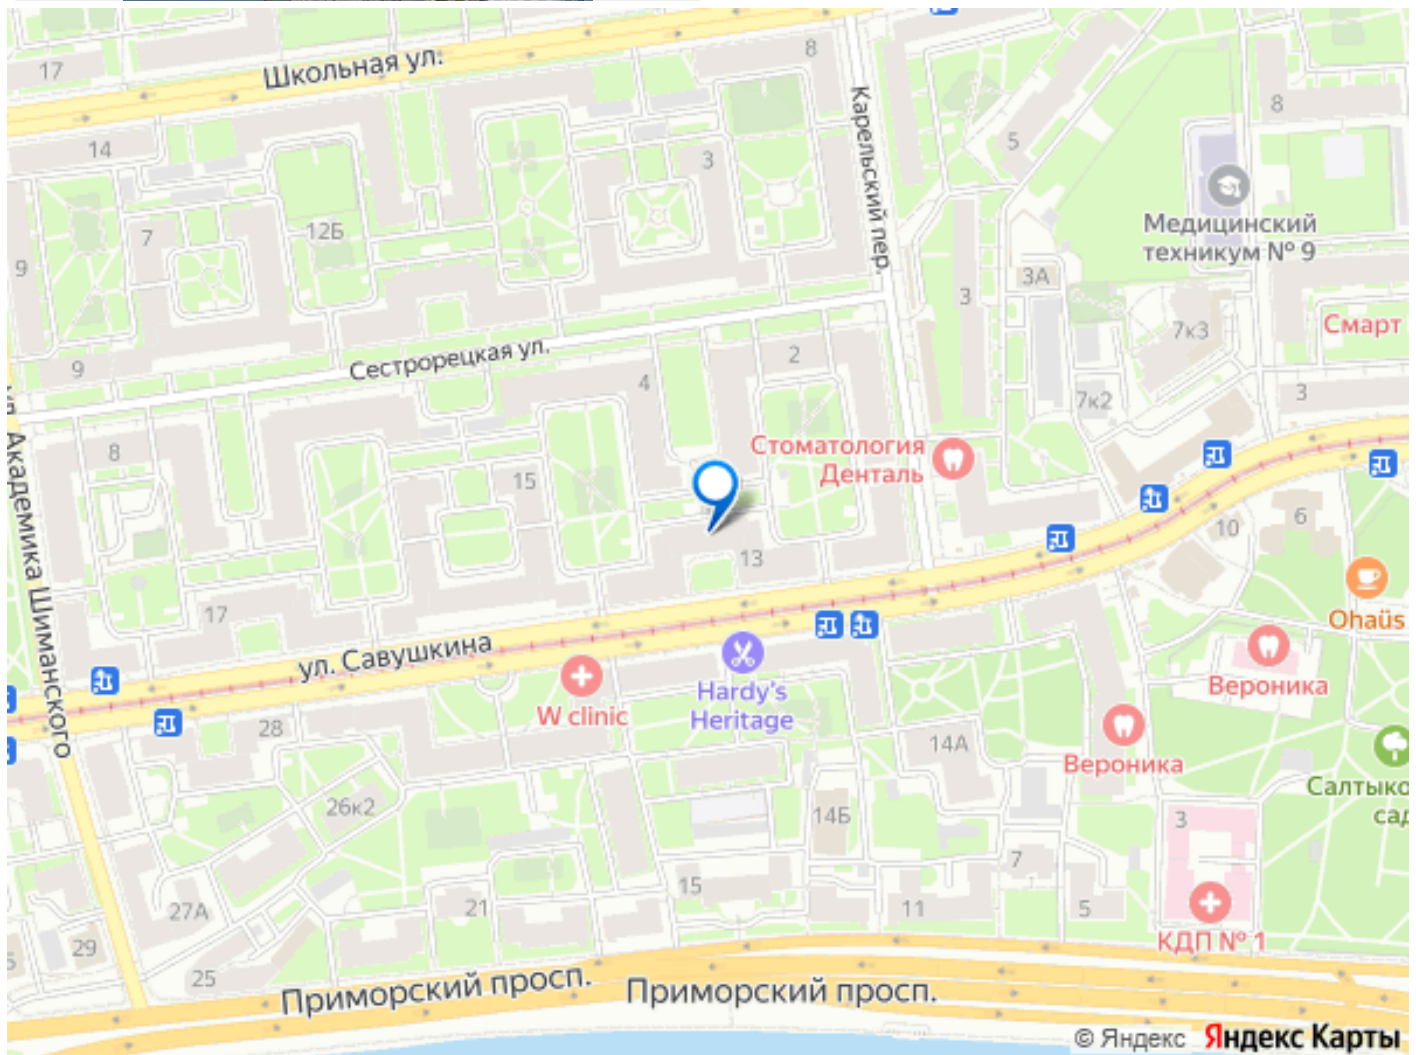 17
Школьная ул.
8
8
14
Карельский пер.
5
3
7
12Б
Медицинский
техникум № 9
9
3А
3
7к3
Смарт
Сестрорецкая ул.
2
9
4
7к2
3
ул. Академика Шиманского
8
Стоматология
Денталь
15
13
10
6
17
Ohaüs
ул. Савушкина
Вероника
W clinic
Hardy's
Heritage
28
14А
Вероника
26к2
14Б
3
7
15
27А
21
11
5
КДП № 1
29
25
Приморский просп.
Приморский просп.
© Яндекс Яндекс Карты